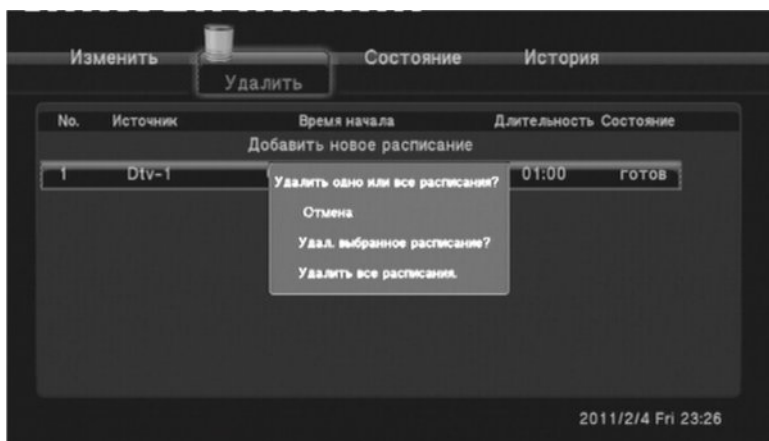 Изменить Состояние История
Удалить
No. Источник Время начала Длительность Состояние
Добавить новое расписание
1 Dtv-1 01:00 готов
Удалить одно или все расписания?
Отмена
Удал. выбранное расписание?
Удалить все расписания.
2011/2/4 Fri 23:26